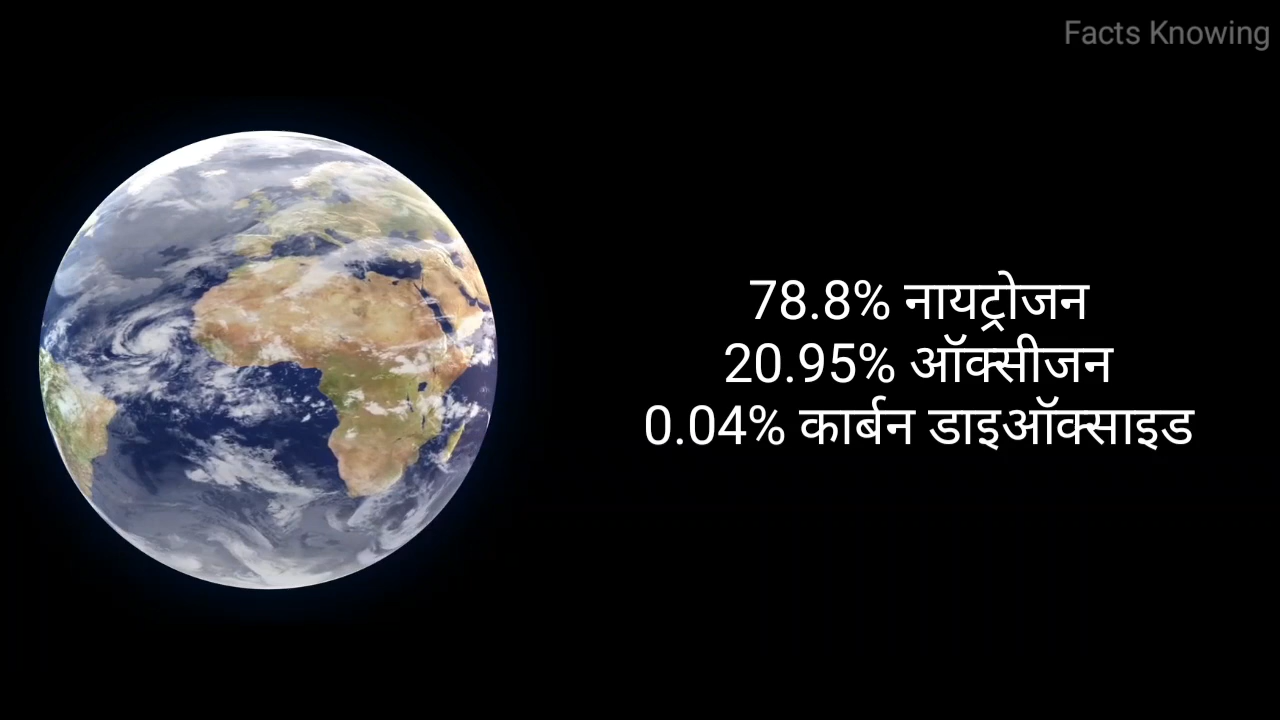 Facts Knowing
78.8% नायट्रोजन
20.95% ऑक्सीजन
0.04% कार्बन डाइऑक्साइड